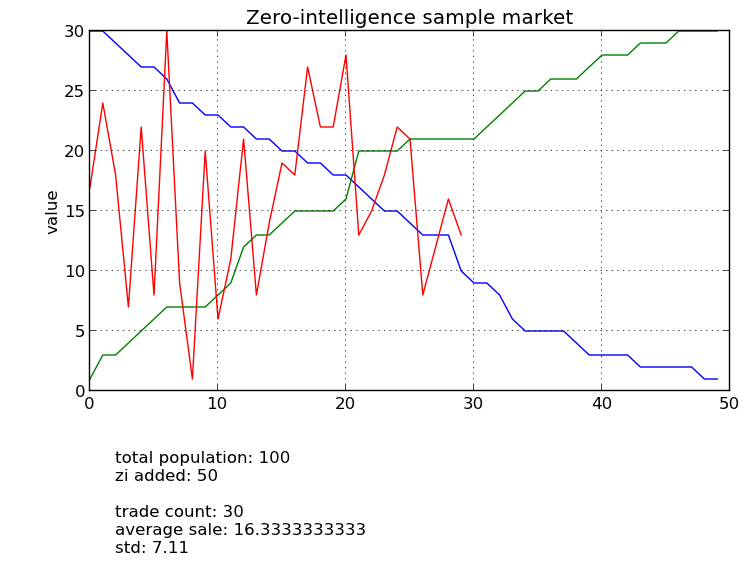 Zero-intelligence sample market
30
25
20
15
10
5
0
value
0 10 20 30 40 50
total population: 100
zi added: 50
trade count: 30
average sale: 16.3333333333
std: 7.11